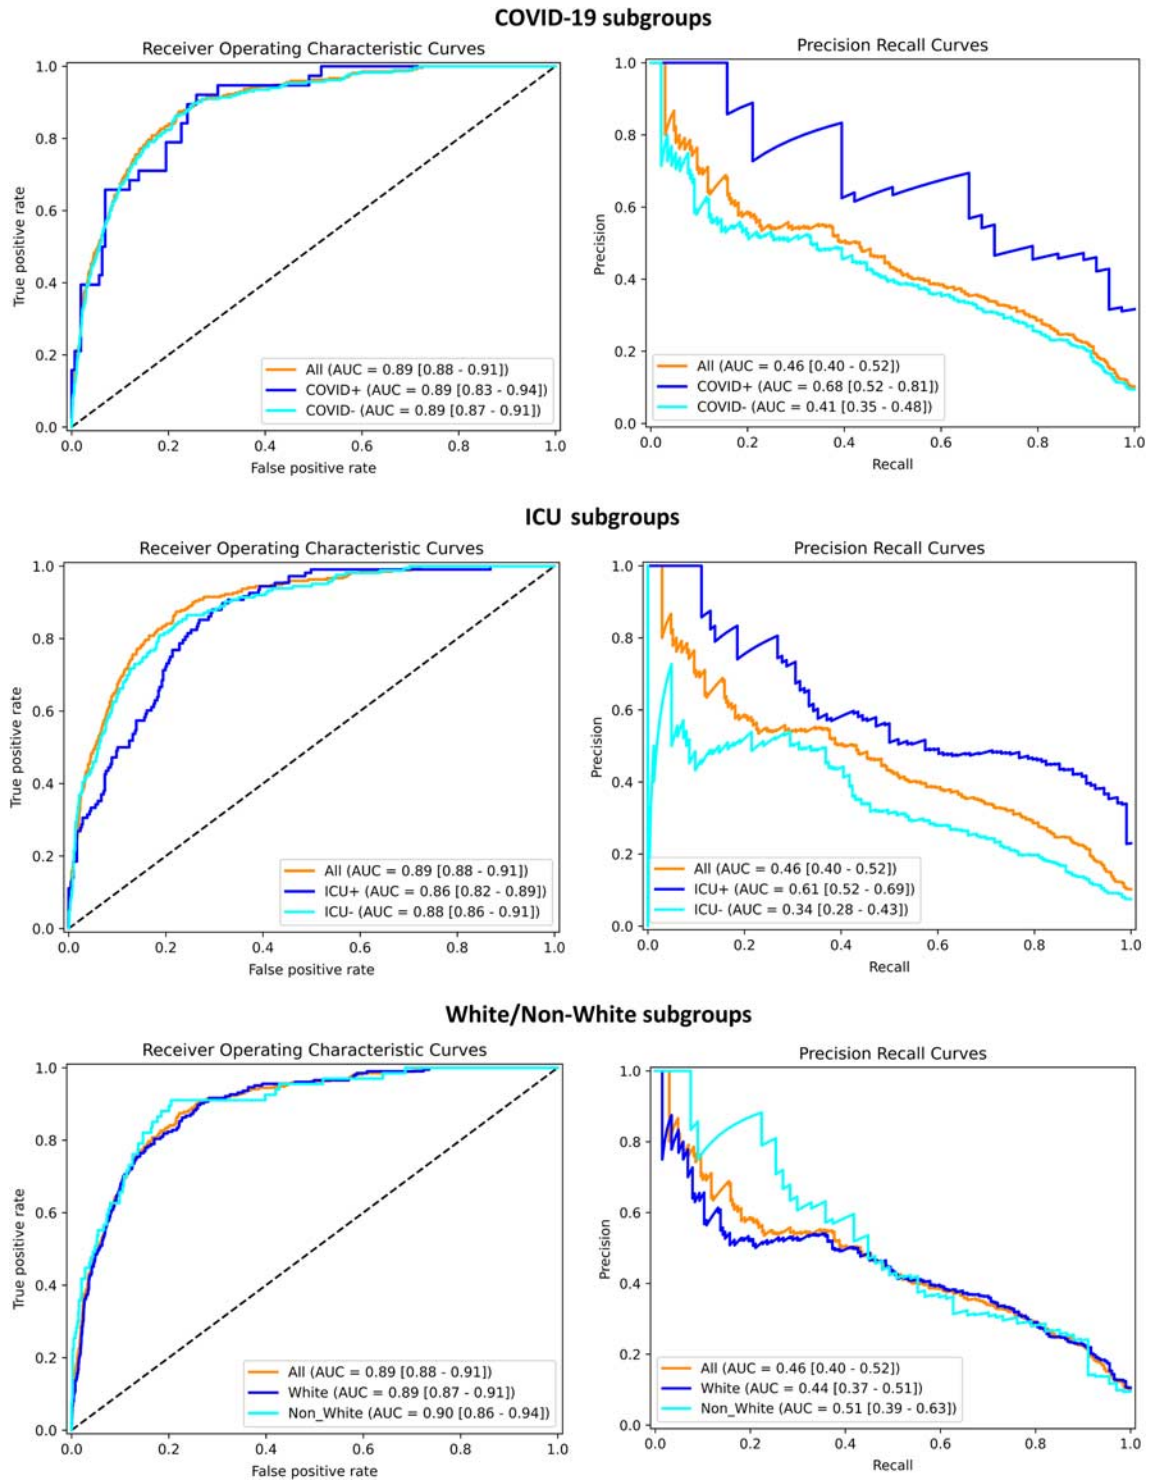 COVID-19 subgroups
Receiver Operating Characteristic Curves
1.0
0.8
0.6
0.4
0.2
0.0
True positive rate
All (AUC = 0.89 [0.88 - 0.91])
COVID+ (AUC = 0.89 [0.83 - 0.94])
COVID- (AUC = 0.89 [0.87 - 0.91])
0.0 0.2 0.4 0.6 0.8 1.0
False positive rate
Precision Recall Curves
1.0
0.8
0.6
0.4
0.2
0.0
Precision
All (AUC = 0.46 [0.40 - 0.52])
COVID+ (AUC = 0.68 [0.52 - 0.81])
COVID- (AUC = 0.41 [0.35 - 0.48])
0.0 0.2 0.4 0.6 0.8 1.0
Recall
ICU subgroups
Receiver Operating Characteristic Curves
1.0
0.8
0.6
0.4
0.2
0.0
True positive rate
All (AUC = 0.89 [0.88 - 0.91])
ICU+ (AUC = 0.86 [0.82 - 0.89])
ICU- (AUC = 0.88 [0.86 - 0.91])
0.0 0.2 0.4 0.6 0.8 1.0
False positive rate
Precision Recall Curves
1.0
0.8
0.6
0.4
0.2
0.0
Precision
All (AUC = 0.46 [0.40 - 0.52])
ICU+ (AUC = 0.61 [0.52 - 0.69])
ICU- (AUC = 0.34 [0.28 - 0.43])
0.0 0.2 0.4 0.6 0.8 1.0
Recall
White/Non-White subgroups
Receiver Operating Characteristic Curves
1.0
0.8
0.6
0.4
0.2
0.0
True positive rate
All (AUC = 0.89 [0.88 - 0.91])
White (AUC = 0.89 [0.87 - 0.91])
Non_White (AUC = 0.90 [0.86 - 0.94])
0.0 0.2 0.4 0.6 0.8 1.0
False positive rate
Precision Recall Curves
1.0
0.8
0.6
0.4
0.2
0.0
Precision
All (AUC = 0.46 [0.40 - 0.52])
White (AUC = 0.44 [0.37 - 0.51])
Non_White (AUC = 0.51 [0.39 - 0.63])
0.0 0.2 0.4 0.6 0.8 1.0
Recall